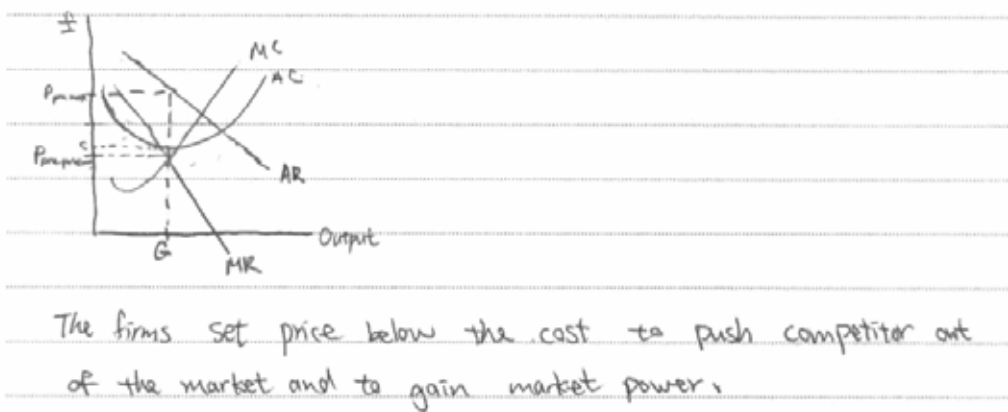 £
MC
AC
C
AR
G
Output
MR
The firms set price below the cost to push competitor out
of the market and to gain market power.